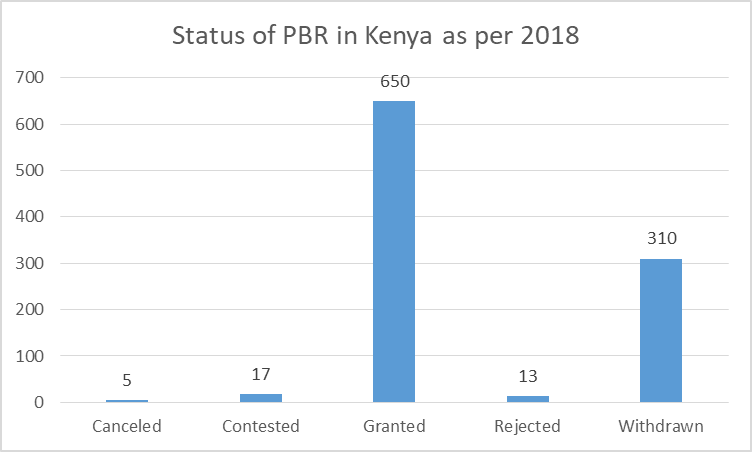 Status of PBR in Kenya as per 2018
700
600
500
400
300
200
100
0
5
17
650
13
310
Canceled
Contested
Granted
Rejected
Withdrawn